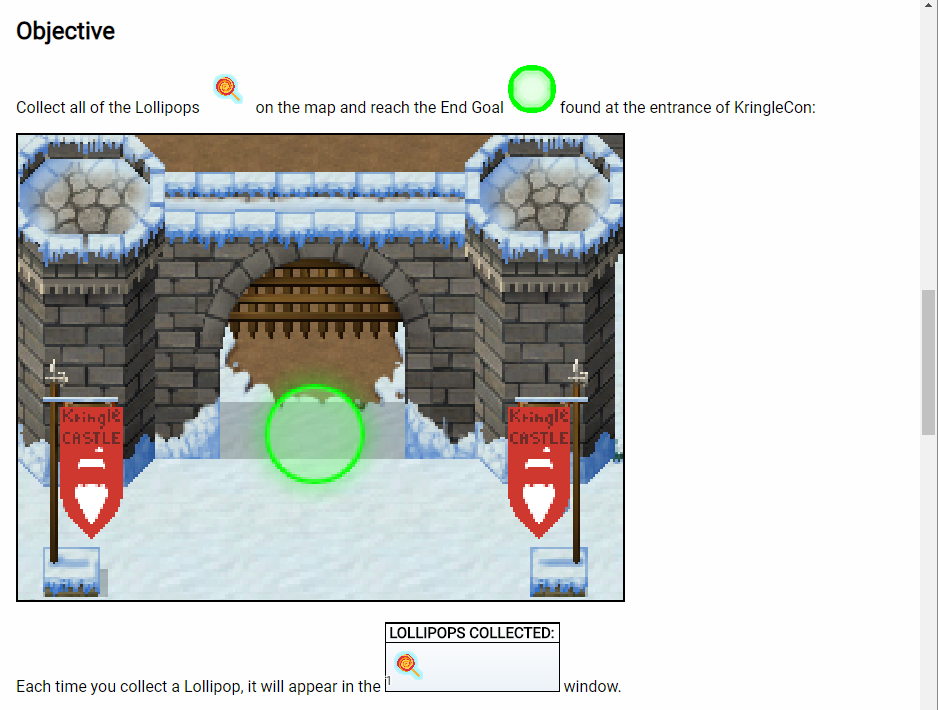 Objective
Collect all of the Lollipops on the map and reach the End Goal found at the entrance of KringleCon:
Kringle Kringle
CASTLE CASTLE
LOLLIPOPS COLLECTED:
1
Each time you collect a Lollipop, it will appear in the window.